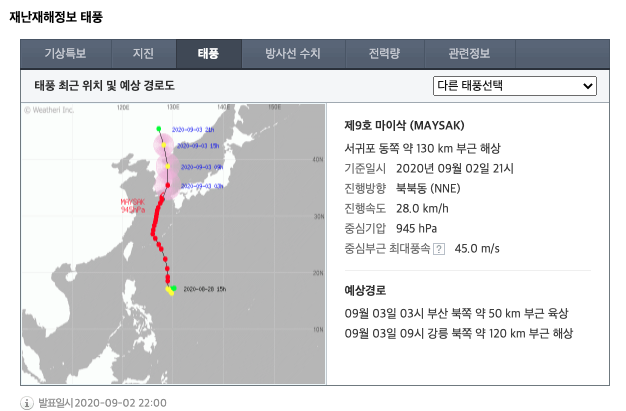 재난재해정보 태풍
기상특보 지진 태풍 방사선 수치 전력량 관련정보
태풍 최근 위치 및 예상 경로도
다른 태풍선택
© Weatheri Inc.
120E 130E 140E 150E
2020-09-03 21h
2020-09-03 15h
40N
2020-09-03 09h
2020-09-03 03h
MAYSAK
945hPa
30N
20N
2020-08-28 15h
10N
제9호 마이삭 (MAYSAK)
서귀포 동쪽 약 130 km 부근 해상
기준일시 2020년 09월 02일 21시
진행방향 북북동 (NNE)
진행속도 28.0 km/h
중심기압 945 hPa
중심부근 최대풍속 ? 45.0 m/s
예상경로
09월 03일 03시 부산 북쪽 약 50 km 부근 육상
09월 03일 09시 강릉 북쪽 약 120 km 부근 해상
발표일시 2020-09-02 22:00